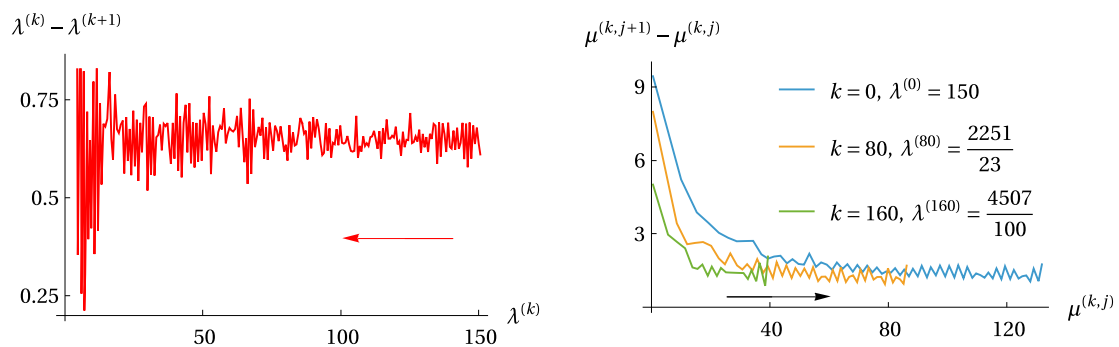 λ^(k) − λ^(k+1)
0.75
0.5
0.25
50
100
150
λ^(k)
μ^(k,j+1) − μ^(k,j)
9
6
3
40
80
120
μ^(k,j)
k = 0, λ^(0) = 150
k = 80, λ^(80) = 2251/23
k = 160, λ^(160) = 4507/100